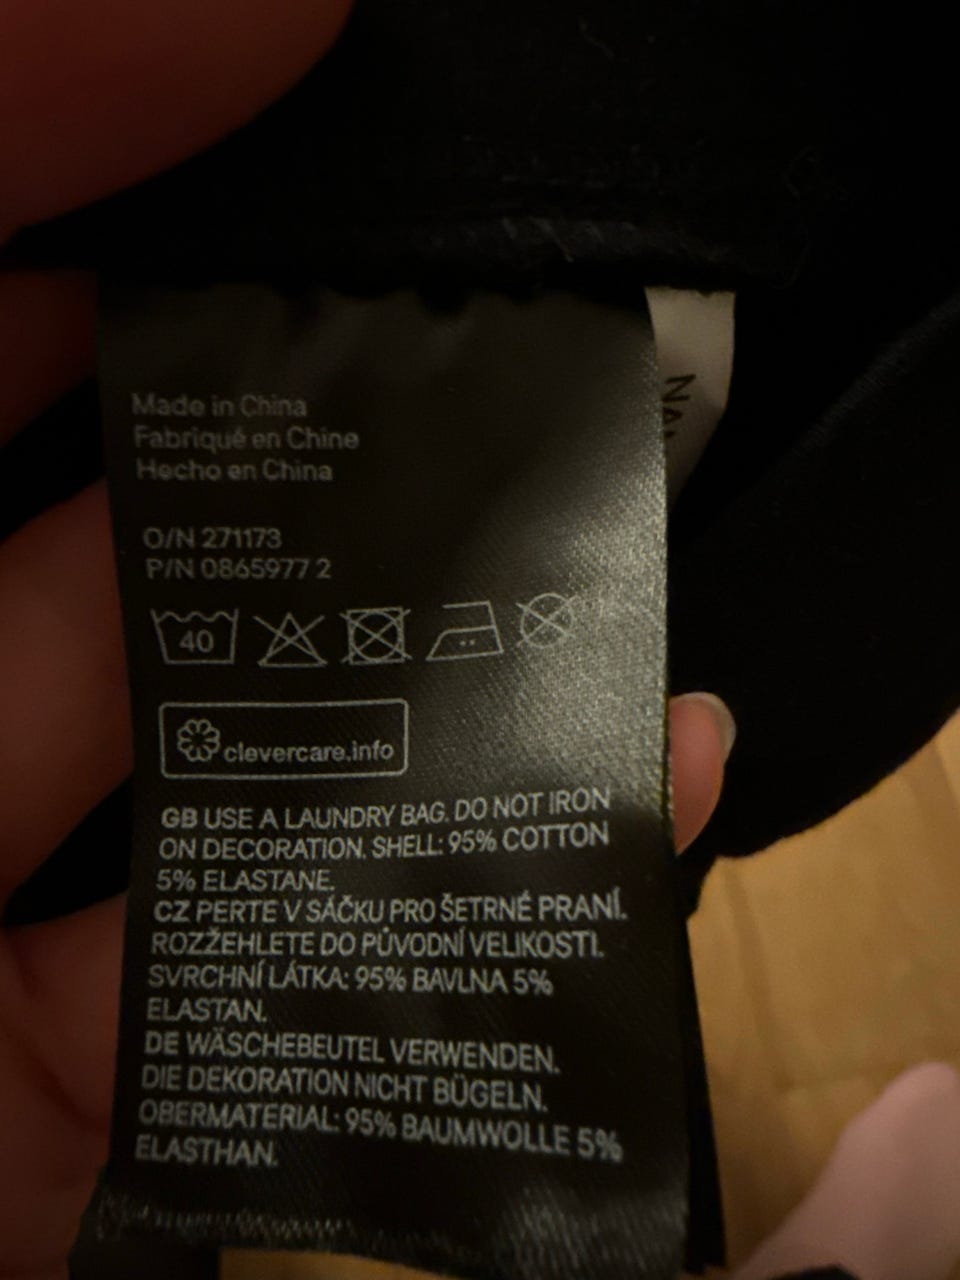 Made in China
Fabriqué en Chine
Hecho en China
O/N 271173
P/N 0865977 2
40
clevercare.info
GB USE A LAUNDRY BAG. DO NOT IRON
ON DECORATION. SHELL: 95% COTTON
5% ELASTANE.
CZ PERTE V SÁČKU PRO ŠETRNÉ PRANÍ.
ROZŽEHLETE DO PŮVODNÍ VELIKOSTI.
SVRCHNÍ LÁTKA: 95% BAVLNA 5%
ELASTAN.
DE WÄSCHEBEUTEL VERWENDEN.
DIE DEKORATION NICHT BÜGELN.
OBERMATERIAL: 95% BAUMWOLLE 5%
ELASTHAN.